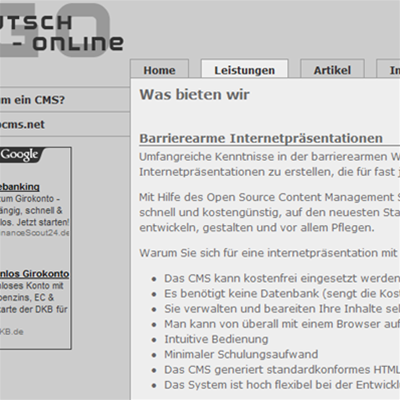 UTSCH
GO
- ONLINE
Home
Leistungen
Artikel
um ein CMS?
ocms.net
Was bieten wir
Google
ebanking
zum Girokonto -
ängig, schnell &
los. Jetzt starten!
nanceScout24.de
nlos Girokonto
nloses Konto mit
benzins, EC &
karte der DKB für
KB.de
Barrierearme Internetpräsentationen
Umfangreiche Kenntnisse in der barrierearmen W
Internetpräsentationen zu erstellen, die für fast j
Mit Hilfe des Open Source Content Management S
schnell und kostengünstig, auf den neuesten Sta
entwickeln, gestalten und vor allem Pflegen.
Warum Sie sich für eine internetpräsentation mit
Das CMS kann kostenfrei eingesetzt werden
Es benötigt keine Datenbank (sengt die Kost
Sie verwalten und beareiten Ihre Inhalte sel
Man kann von überall mit einem Browser auf
Intuitive Bedienung
Minimaler Schulungsaufwand
Das CMS generiert standardkonformes HTML
Das System ist hoch flexibel bei der Entwickl